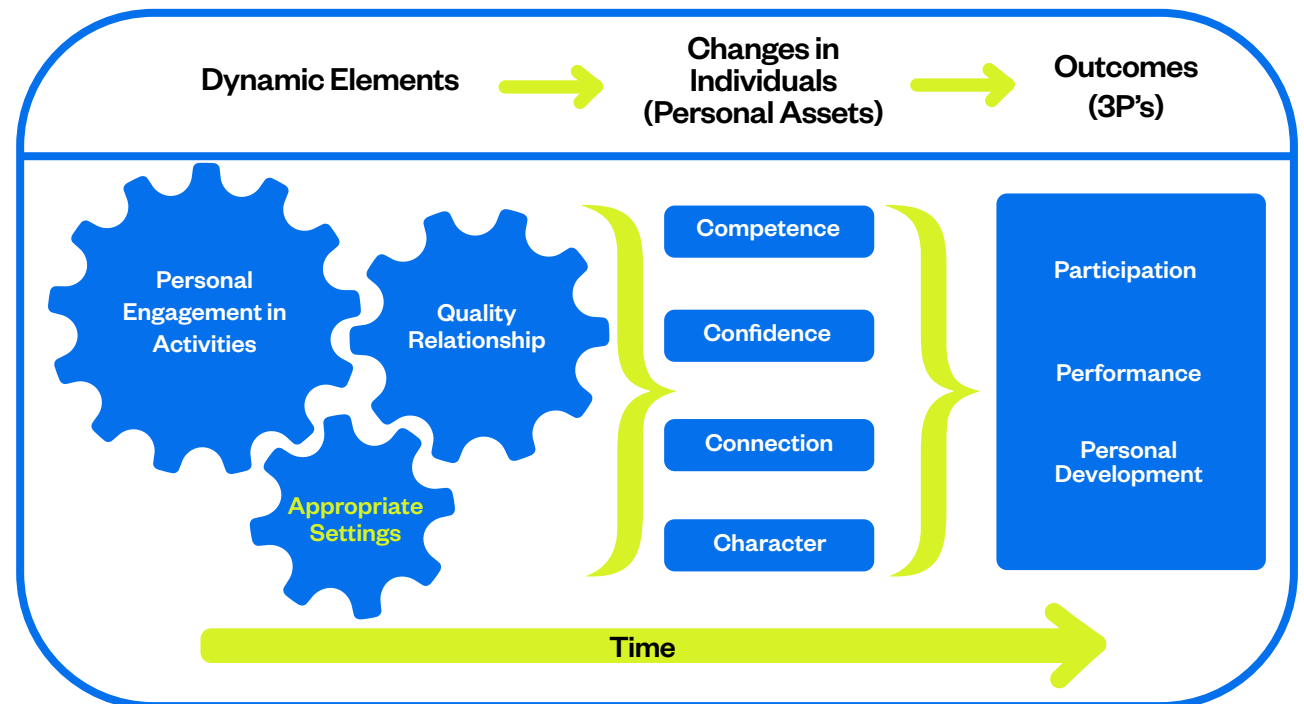 Dynamic Elements
Changes in
Individuals
(Personal Assets)
Outcomes
(3P’s)
Personal
Engagement in
Activities
Quality
Relationship
Appropriate
Settings
Competence
Confidence
Connection
Character
Participation
Performance
Personal
Development
Time